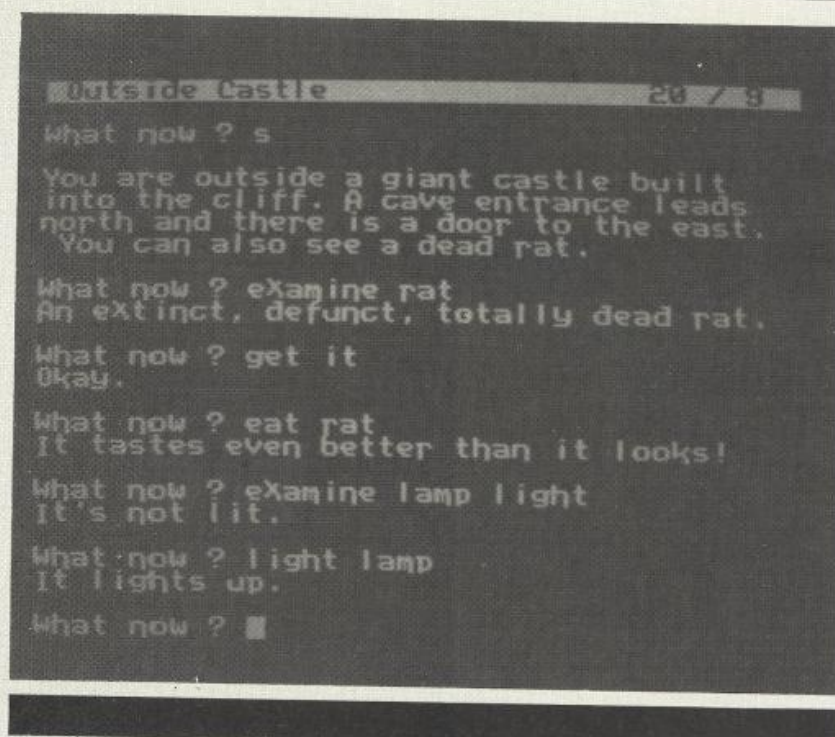 Outside Castle 20 / 9
What now ? s
You are outside a giant castle built
into the cliff. A cave entrance leads
north and there is a door to the east.
You can also see a dead rat.
What now ? eXamine rat
An eXtinct, defunct, totally dead rat.
What now ? get it
Okay.
What now ? eat rat
It tastes even better than it looks!
What now ? eXamine lamp light
It's not lit.
What now ? light lamp
It lights up.
What now ?